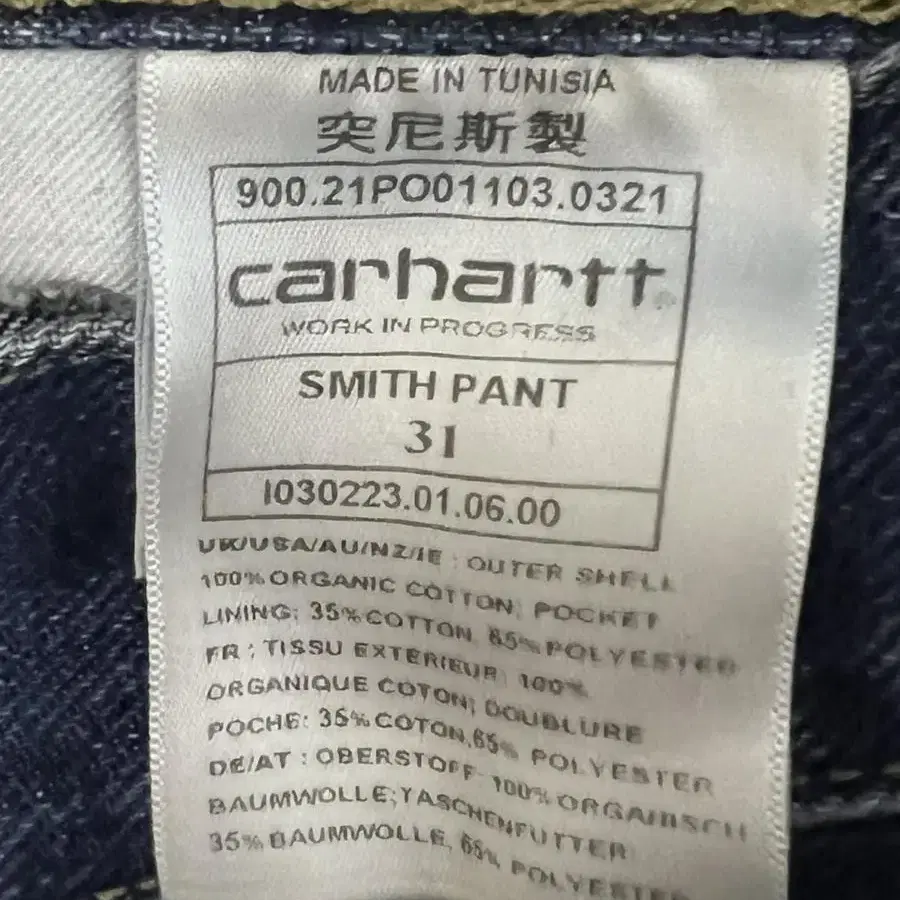 MADE IN TUNISIA
突尼斯製
900.21PO01103.0321
carhartt
WORK IN PROGRESS
SMITH PANT
31
I030223.01.06.00
UK/USA/AU/NZ/IE : OUTER SHELL
100% ORGANIC COTTON; POCKET
LINING; 35% COTTON, 65% POLYESTER
FR : TISSU EXTERIEUR 100%
ORGANIQUE COTON; DOUBLURE
POCHE: 35% COTON, 65% POLYESTER
DE/AT : OBERSTOFF 100% ORGANISCH
BAUMWOLLE; TASCHENFUTTER
35% BAUMWOLLE, 65% POLYESTER